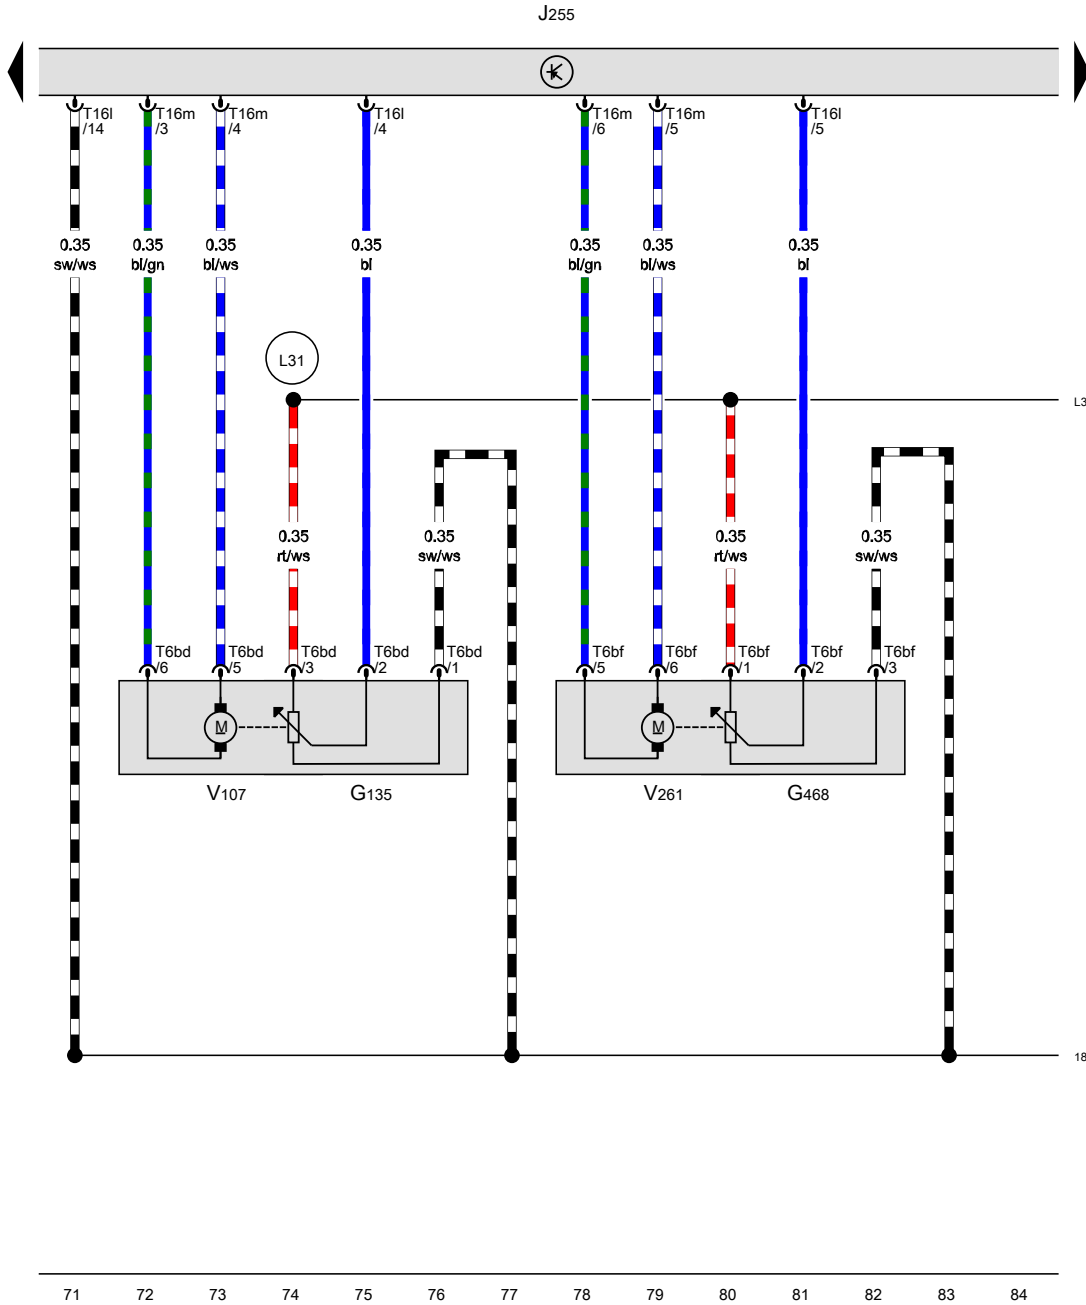 J255
T16l
/14
T16m
/3
T16m
/4
T16l
/4
T16m
/6
T16m
/5
T16l
/5
0.35
sw/ws
0.35
bl/gn
0.35
bl/ws
0.35
bl
0.35
bl/gn
0.35
bl/ws
0.35
bl
L31
0.35
rt/ws
0.35
sw/ws
0.35
rt/ws
0.35
sw/ws
T6bd
/6
T6bd
/5
T6bd
/3
T6bd
/2
T6bd
/1
T6bf
/5
T6bf
/6
T6bf
/1
T6bf
/2
T6bf
/3
M
M
V107
G135
V261
G468
71 72 73 74 75 76 77 78 79 80 81 82 83 84